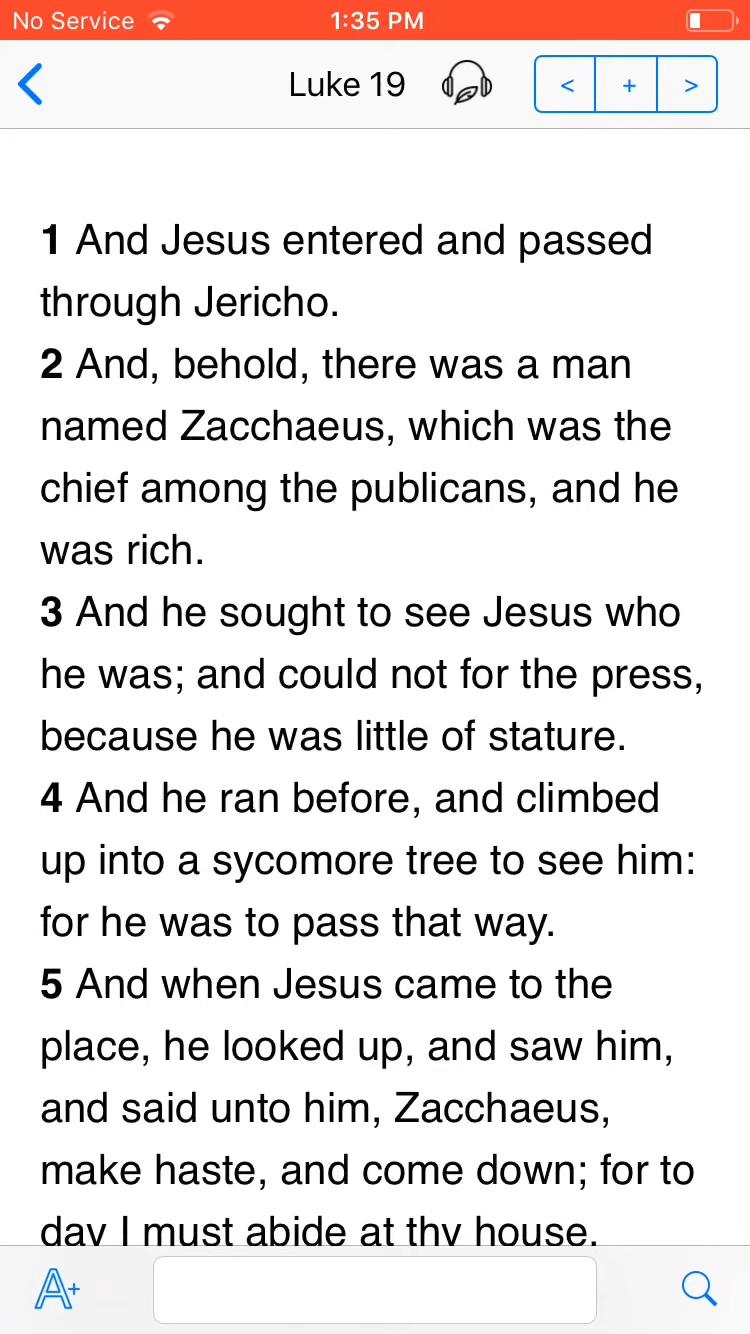 No Service 1:35 PM
Luke 19 < + >
1 And Jesus entered and passed
through Jericho.
2 And, behold, there was a man
named Zacchaeus, which was the
chief among the publicans, and he
was rich.
3 And he sought to see Jesus who
he was; and could not for the press,
because he was little of stature.
4 And he ran before, and climbed
up into a sycomore tree to see him:
for he was to pass that way.
5 And when Jesus came to the
place, he looked up, and saw him,
and said unto him, Zacchaeus,
make haste, and come down; for to
day I must abide at thy house.
A+